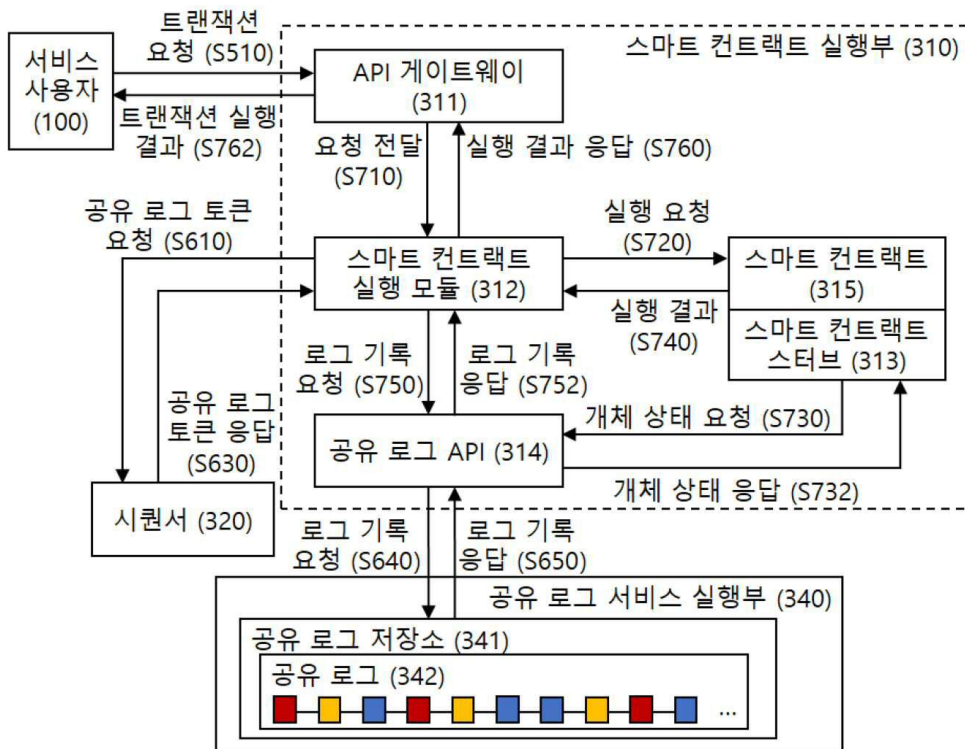 트랜잭션
요청 (S510)
서비스
사용자
(100)
트랜잭션 실행
결과 (S762)
스마트 컨트랙트 실행부 (310)
API 게이트웨이
(311)
요청 전달
(S710)
실행 결과 응답 (S760)
공유 로그 토큰
요청 (S610)
실행 요청
(S720)
스마트 컨트랙트
실행 모듈 (312)
스마트 컨트랙트
(315)
실행 결과
(S740)
스마트 컨트랙트
스터브 (313)
로그 기록
요청 (S750)
로그 기록
응답 (S752)
공유 로그
토큰 응답
(S630)
개체 상태 요청 (S730)
공유 로그 API (314)
개체 상태 응답 (S732)
시퀀서 (320)
로그 기록
요청 (S640)
로그 기록
응답 (S650)
공유 로그 서비스 실행부 (340)
공유 로그 저장소 (341)
공유 로그 (342)
...